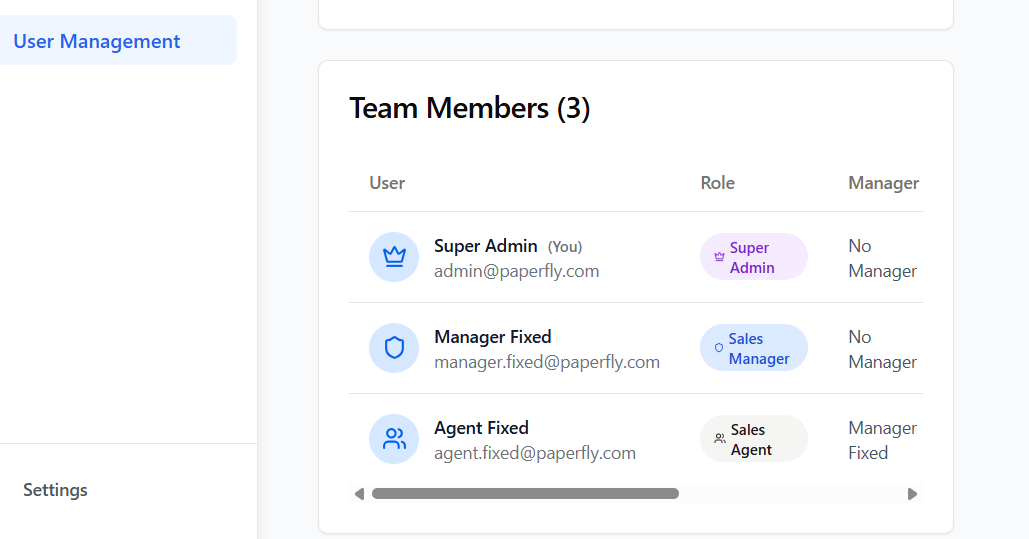 User Management
Team Members (3)
User Role Manager
Super Admin (You)
admin@paperfly.com
Super
Admin
No
Manager
Manager Fixed
manager.fixed@paperfly.com
Sales
Manager
No
Manager
Agent Fixed
agent.fixed@paperfly.com
Sales
Agent
Manager
Fixed
Settings